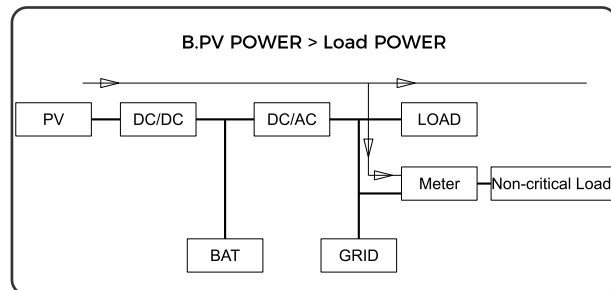 B.PV POWER > Load POWER
PV
DC/DC
DC/AC
LOAD
Meter
Non-critical Load
BAT
GRID